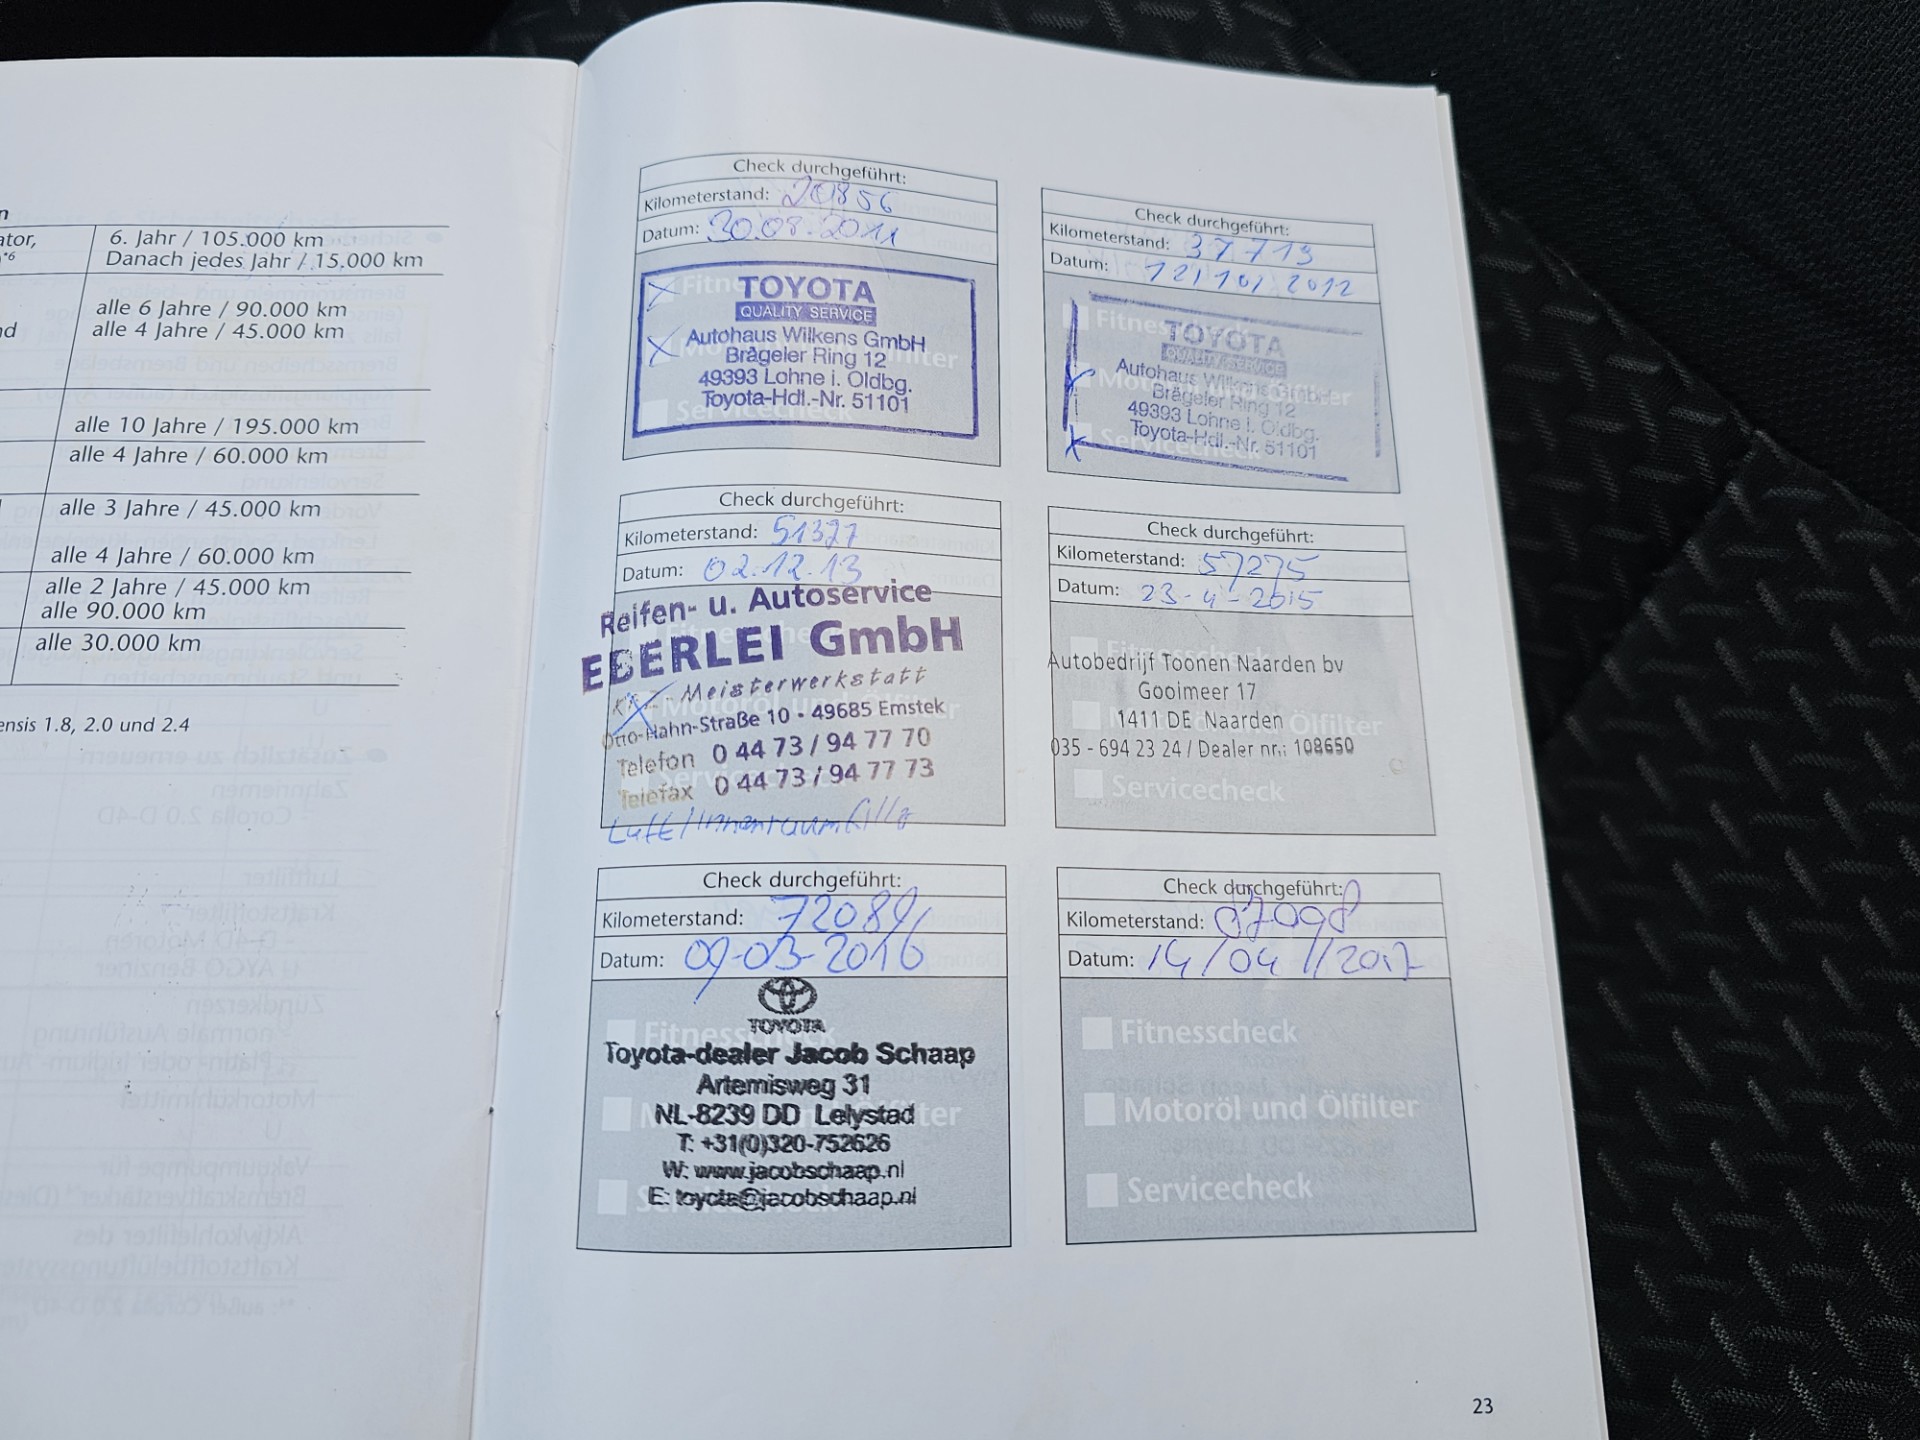 6. Jahr / 105.000 km
Danach jedes Jahr / 15.000 km
alle 6 Jahre / 90.000 km
alle 4 Jahre / 45.000 km
alle 10 Jahre / 195.000 km
alle 4 Jahre / 60.000 km
alle 3 Jahre / 45.000 km
alle 4 Jahre / 60.000 km
alle 2 Jahre / 45.000 km
alle 90.000 km
alle 30.000 km
1.8, 2.0 und 2.4
Check durchgeführt:
Kilometerstand: 20856
Datum: 30.08.2011
TOYOTA
QUALITY SERVICE
Autohaus Wilkens GmbH
Brägeler Ring 12
49393 Lohne i. Oldbg.
Toyota-Hdl.-Nr. 51101
Check durchgeführt:
Kilometerstand: 37713
Datum: 12/10/2012
Fitnesscheck
TOYOTA
QUALITY SERVICE
Autohaus Wilkens GmbH
Brägeler Ring 12
49393 Lohne i. Oldbg.
Toyota-Hdl.-Nr. 51101
Check durchgeführt:
Kilometerstand: 51327
Datum: 02.12.13
Reifen- u. Autoservice
EBERLEI GmbH
Meisterwerkstatt
Otto-Hahn-Straße 10 · 49685 Emstek
Telefon 0 44 73 / 94 77 70
Telefax 0 44 73 / 94 77 73
Check durchgeführt:
Kilometerstand: 57275
Datum: 23-4-2015
Autobedrijf Toonen Naarden bv
Gooimeer 17
1411 DE Naarden
035 - 694 23 24 / Dealer nr.: 108650
Servicecheck
Check durchgeführt:
Kilometerstand: 72089
Datum: 09-03-2016
TOYOTA
Toyota-dealer Jacob Schaap
Artemisweg 31
NL-8239 DD Lelystad
T: +31(0)320-752626
W: www.jacobschaap.nl
E: toyota@jacobschaap.nl
Check durchgeführt:
Kilometerstand: 87098
Datum: 14/04/2017
Fitnesscheck
Motoröl und Ölfilter
Servicecheck
23